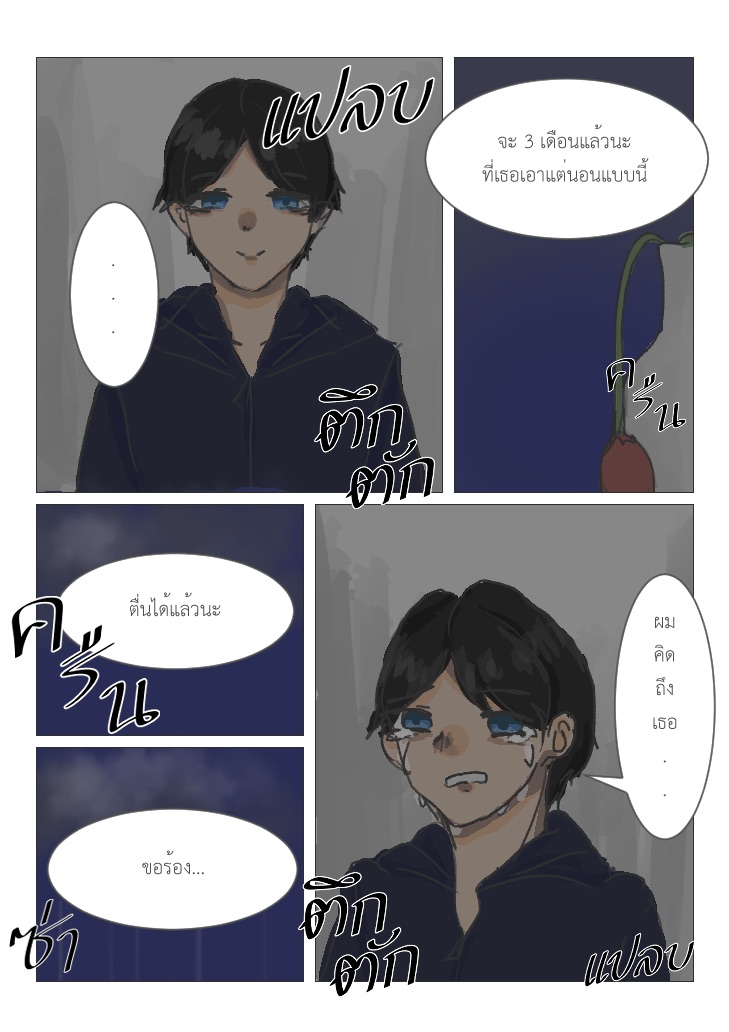 แปลบ
.
.
.
ตึก
ตัก
จะ 3 เดือนแล้วนะ
ที่เธอเอาแต่นอนแบบนี้
ครืน
ตื่นได้แล้วนะ
ครืน
ผม
คิด
ถึง
เธอ
.
.
ขอร้อง...
ซ่า
ตึก
ตัก
แปลบ